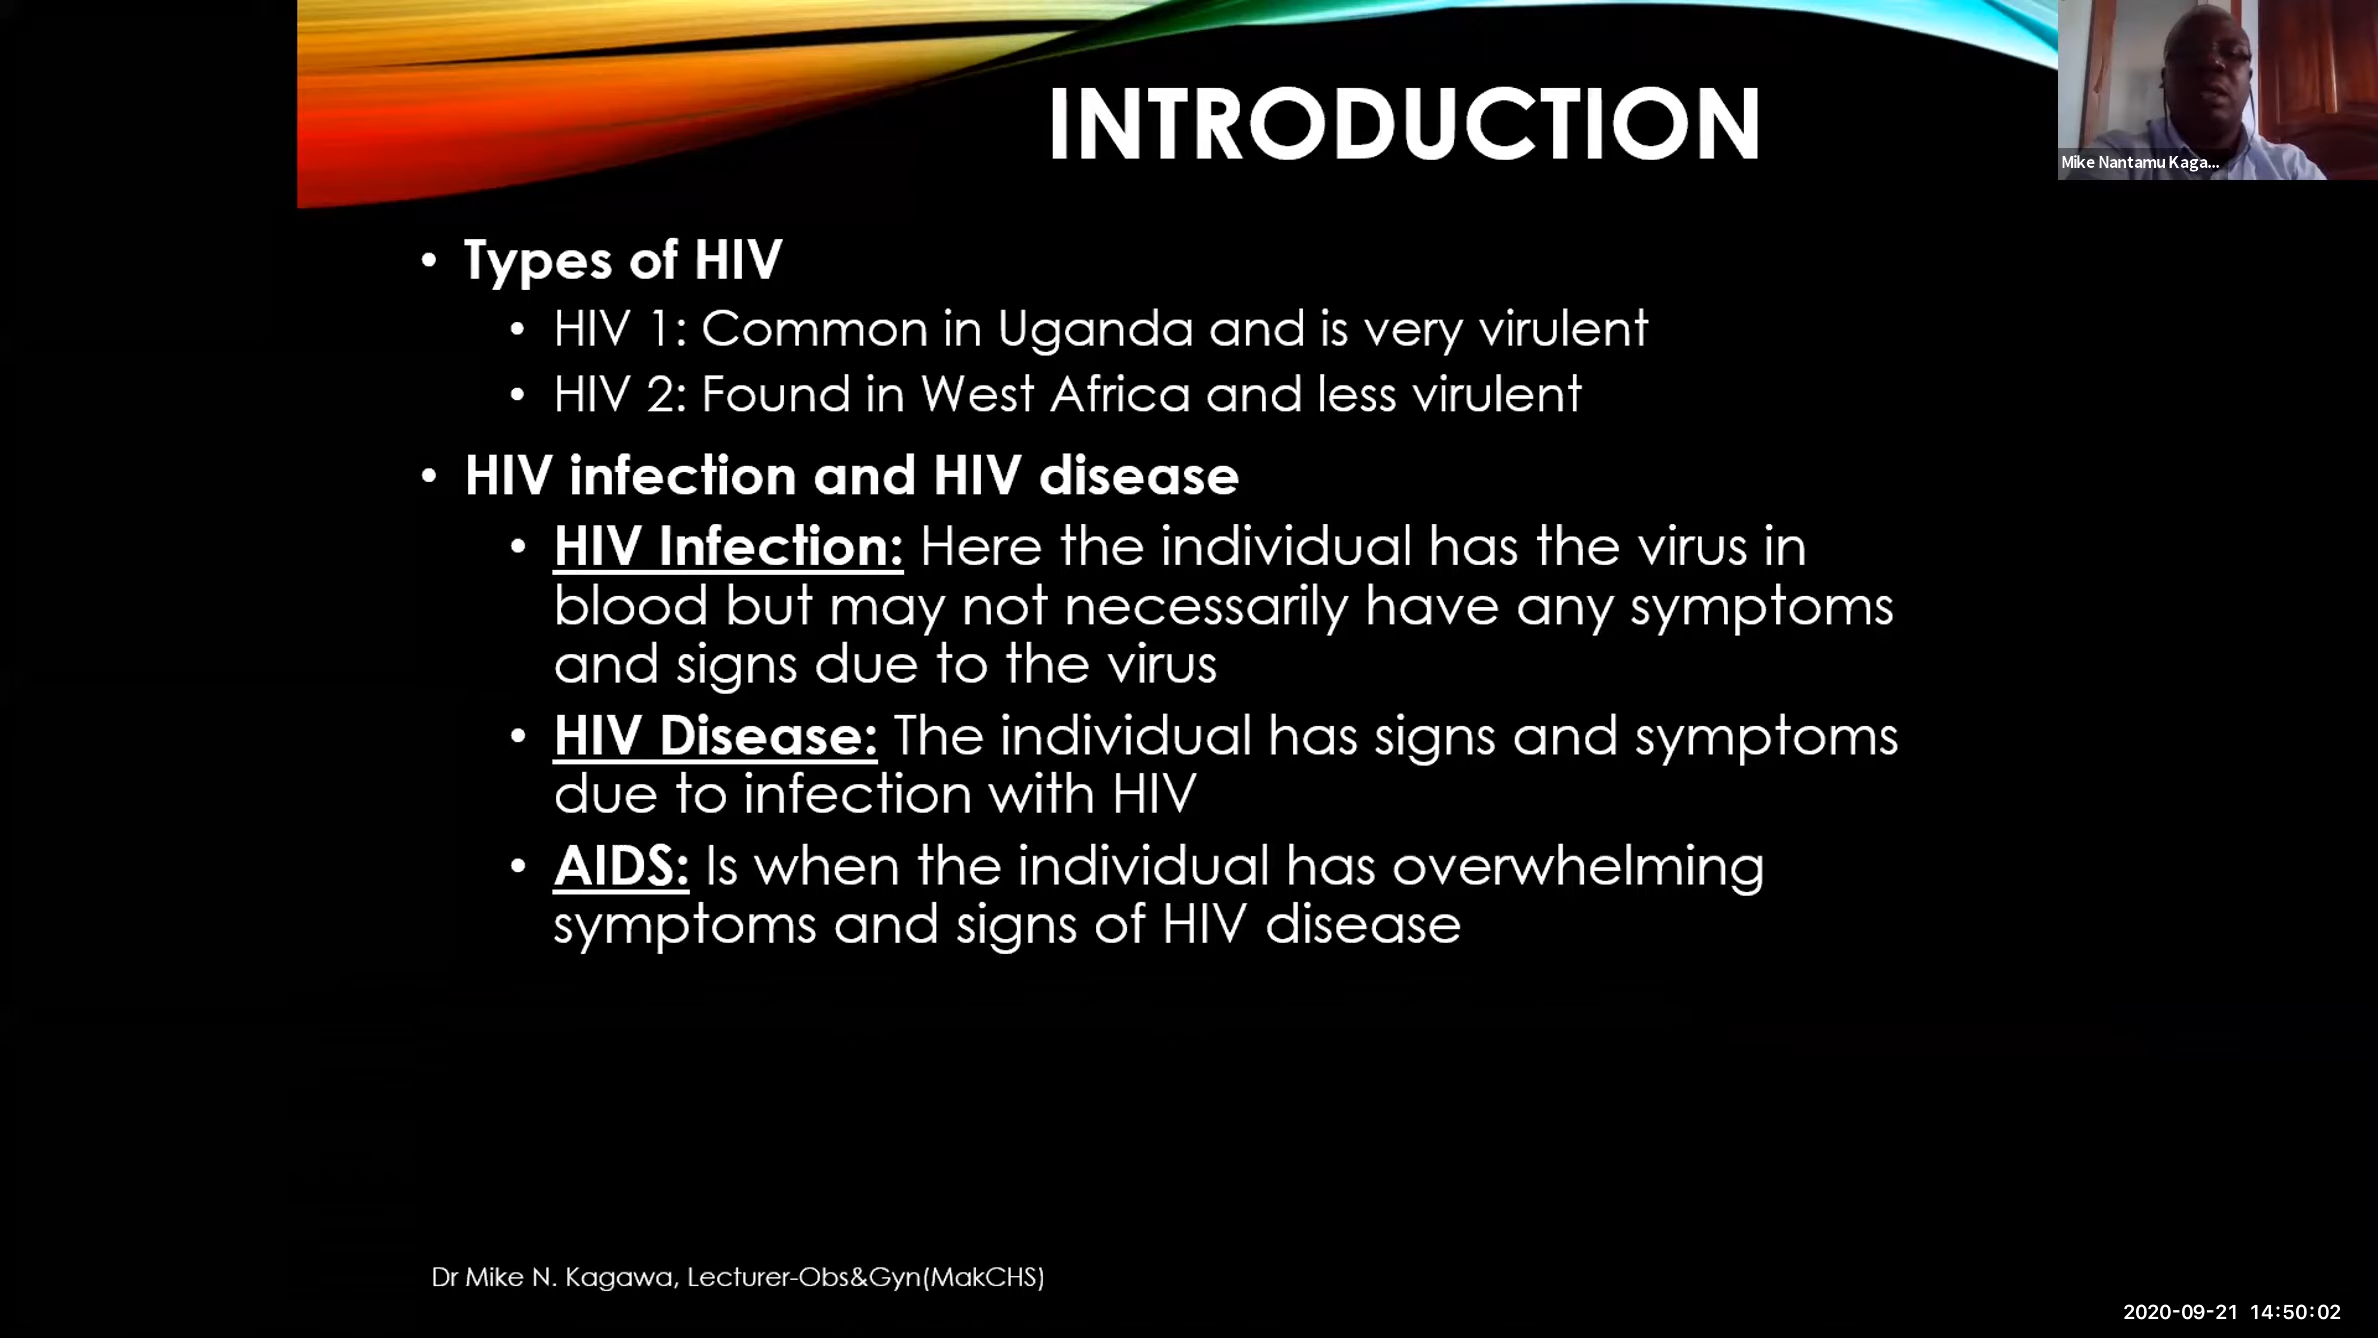 INTRODUCTION
Mike Nantamu Kaga...
• Types of HIV
• HIV 1: Common in Uganda and is very virulent
• HIV 2: Found in West Africa and less virulent
• HIV infection and HIV disease
• HIV Infection: Here the individual has the virus in
blood but may not necessarily have any symptoms
and signs due to the virus
• HIV Disease: The individual has signs and symptoms
due to infection with HIV
• AIDS: Is when the individual has overwhelming
symptoms and signs of HIV disease
Dr Mike N. Kagawa, Lecturer-Obs&Gyn(MakCHS)
2020-09-21 14:50:02